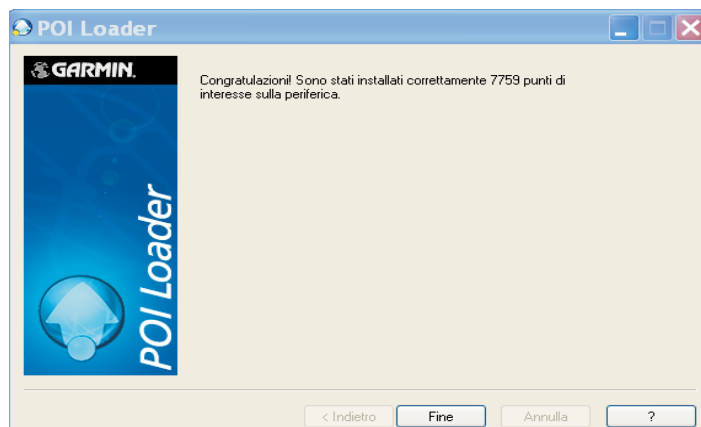 POI Loader
GARMIN.
Congratulazioni! Sono stati installati correttamente 7759 punti di
interesse sulla periferica.
POI Loader
< Indietro
Fine
Annulla
?